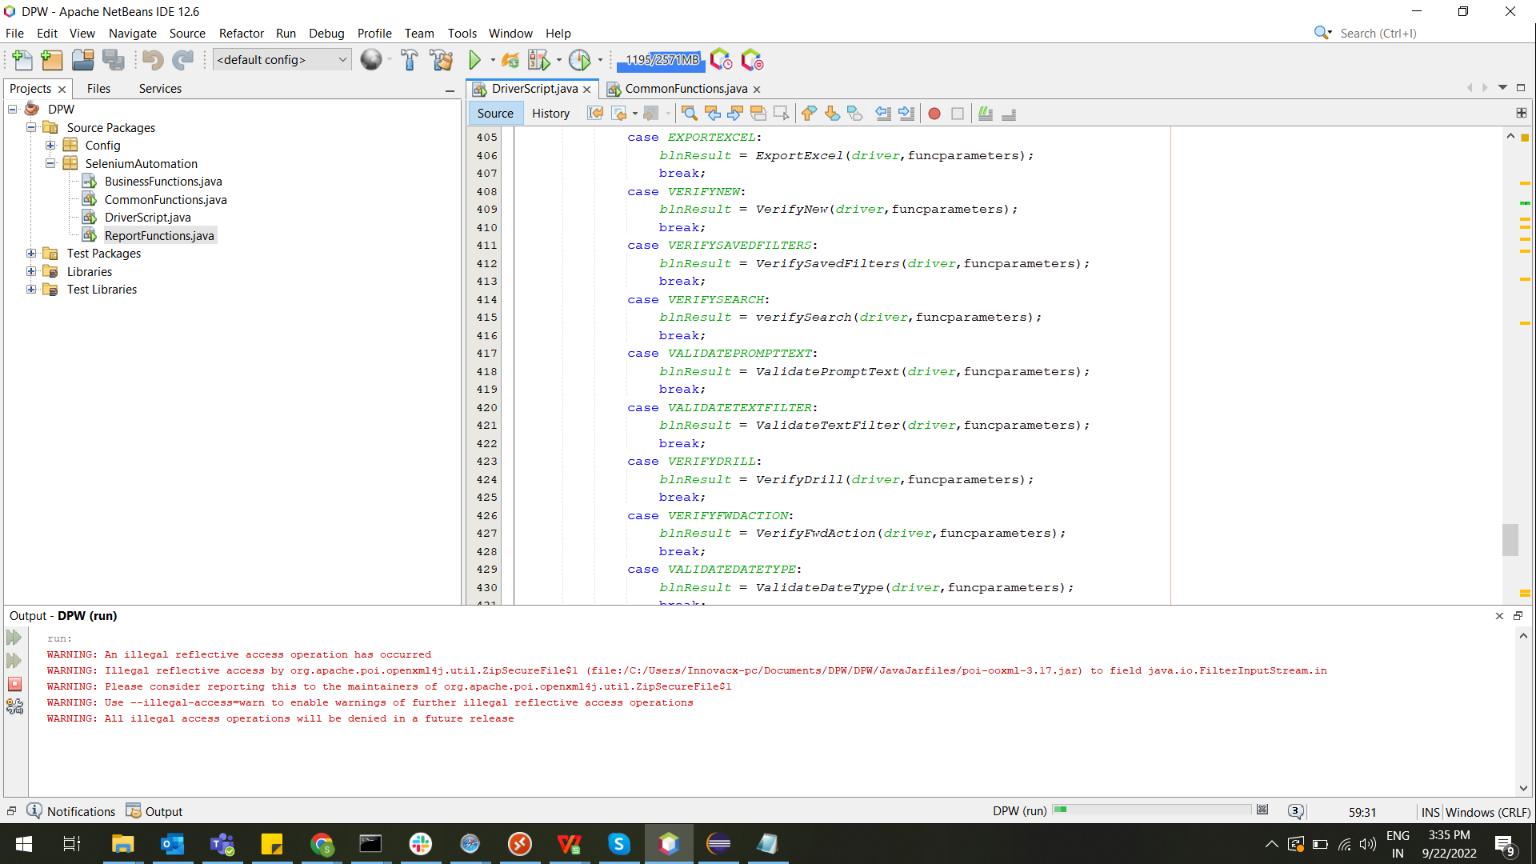 DPW - Apache NetBeans IDE 12.6
File Edit View Navigate Source Refactor Run Debug Profile Team Tools Window Help
Search (Ctrl+I)
<default config>
1195/2571MB
Projects Files Services
DPW
Source Packages
Config
SeleniumAutomation
BusinessFunctions.java
CommonFunctions.java
DriverScript.java
ReportFunctions.java
Test Packages
Libraries
Test Libraries
DriverScript.java CommonFunctions.java
Source History
405 case EXPORTEXCEL:
406 blnResult = ExportExcel(driver,funcparameters);
407 break;
408 case VERIFYNEW:
409 blnResult = VerifyNew(driver,funcparameters);
410 break;
411 case VERIFYSAVEDFILTERS:
412 blnResult = VerifySavedFilters(driver,funcparameters);
413 break;
414 case VERIFYSEARCH:
415 blnResult = verifySearch(driver,funcparameters);
416 break;
417 case VALIDATEPROMPTTEXT:
418 blnResult = ValidatePromptText(driver,funcparameters);
419 break;
420 case VALIDATETEXTFILTER:
421 blnResult = ValidateTextFilter(driver,funcparameters);
422 break;
423 case VERIFYDRILL:
424 blnResult = VerifyDrill(driver,funcparameters);
425 break;
426 case VERIFYFWDACTION:
427 blnResult = VerifyFwdAction(driver,funcparameters);
428 break;
429 case VALIDATEDATETYPE:
430 blnResult = ValidateDateType(driver,funcparameters);
431 break;
Output - DPW (run)
run:
WARNING: An illegal reflective access operation has occurred
WARNING: Illegal reflective access by org.apache.poi.openxml4j.util.ZipSecureFile$1 (file:/C:/Users/Innovacx-pc/Documents/DPW/DPW/JavaJarfiles/poi-ooxml-3.17.jar) to field java.io.FilterInputStream.in
WARNING: Please consider reporting this to the maintainers of org.apache.poi.openxml4j.util.ZipSecureFile$1
WARNING: Use --illegal-access=warn to enable warnings of further illegal reflective access operations
WARNING: All illegal access operations will be denied in a future release
Notifications Output
DPW (run)
3
59:31
INS Windows (CRLF)
ENG
IN
3:35 PM
9/22/2022
9